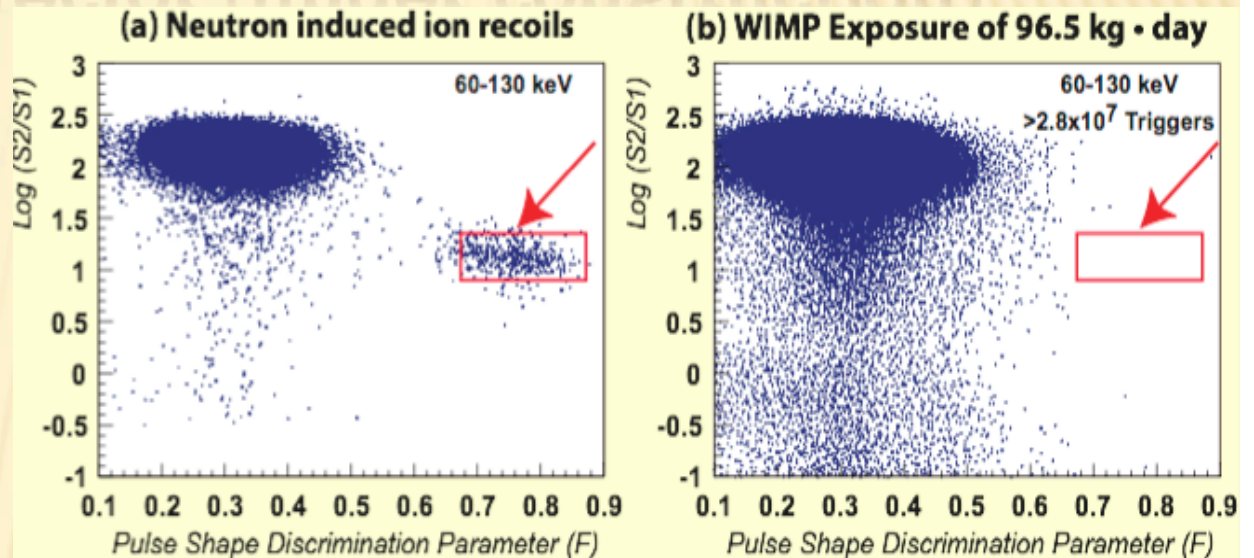 (a) Neutron induced ion recoils
3
2.5
2
1.5
1
0.5
0
-0.5
-1
Log (S2/S1)
60-130 keV
0.1 0.2 0.3 0.4 0.5 0.6 0.7 0.8 0.9
Pulse Shape Discrimination Parameter (F)
(b) WIMP Exposure of 96.5 kg • day
3
2.5
2
1.5
1
0.5
0
-0.5
-1
Log (S2/S1)
60-130 keV
>2.8x10⁷ Triggers
0.1 0.2 0.3 0.4 0.5 0.6 0.7 0.8 0.9
Pulse Shape Discrimination Parameter (F)